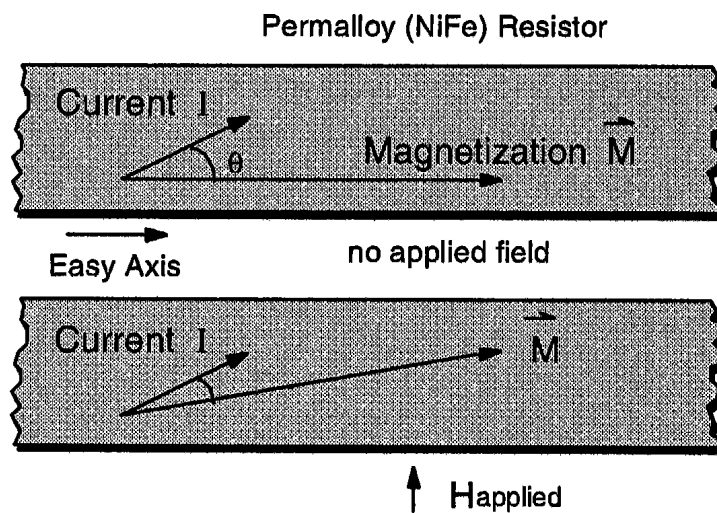 Permalloy (NiFe) Resistor
Current I
θ
Magnetization M
Easy Axis
no applied field
Current I
M
Happlied